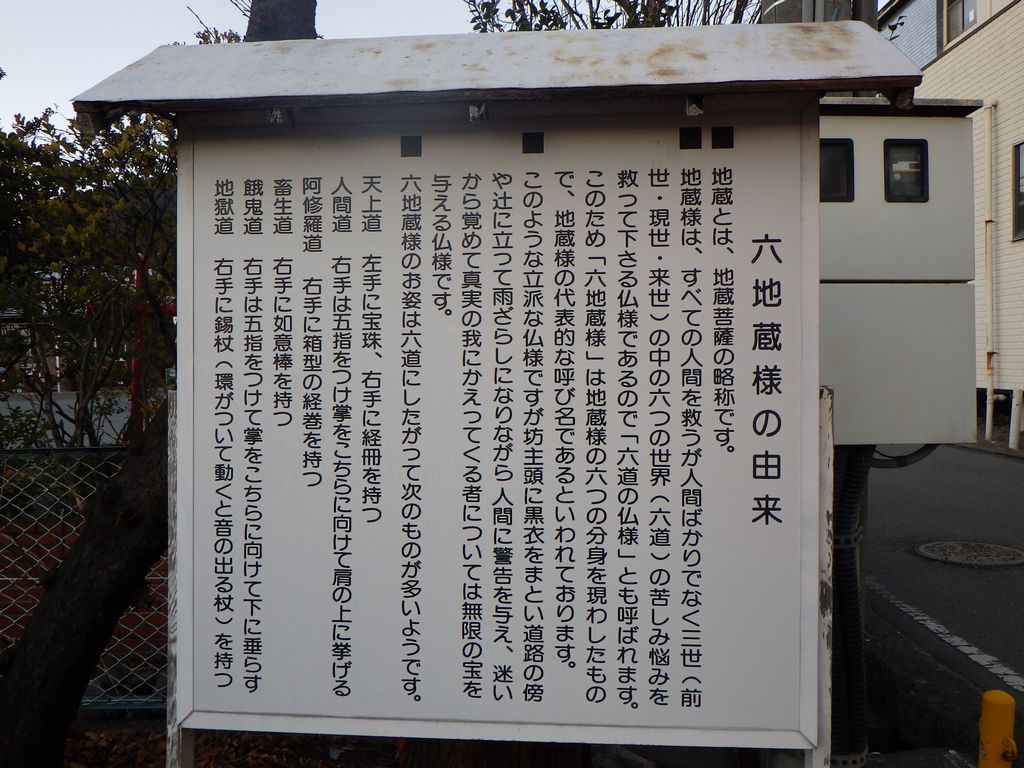 六地蔵様の由来
■地蔵とは、地蔵菩薩の略称です。
■地蔵様は、すべての人間を救うが人間ばかりでなく三世（前
世・現世・来世）の中の六つの世界（六道）の苦しみ悩みを
救って下さる仏様であるので「六道の仏様」とも呼ばれます。
このため「六地蔵様」は地蔵様の六つの分身を現わしたもの
で、地蔵様の代表的な呼び名であるといわれております。
■このような立派な仏様ですが坊主頭に黒衣をまとい道路の傍
や辻に立つて雨ざらしになりながら人間に警告を与え、迷い
から覚めて真実の我にかえってくる者については無限の宝を
与える仏様です。
■六地蔵様のお姿は六道にしたがって次のものが多いようです。
天上道　左手に宝珠、右手に経冊を持つ
人間道　右手は五指をつけ掌をこちらに向けて肩の上に挙げる
阿修羅道　右手に箱型の経巻を持つ
畜生道　右手に如意棒を持つ
餓鬼道　右手は五指をつけて掌をこちらに向けて下に垂らす
地獄道　右手に錫杖（環がついて動くと音の出る杖）を持つ